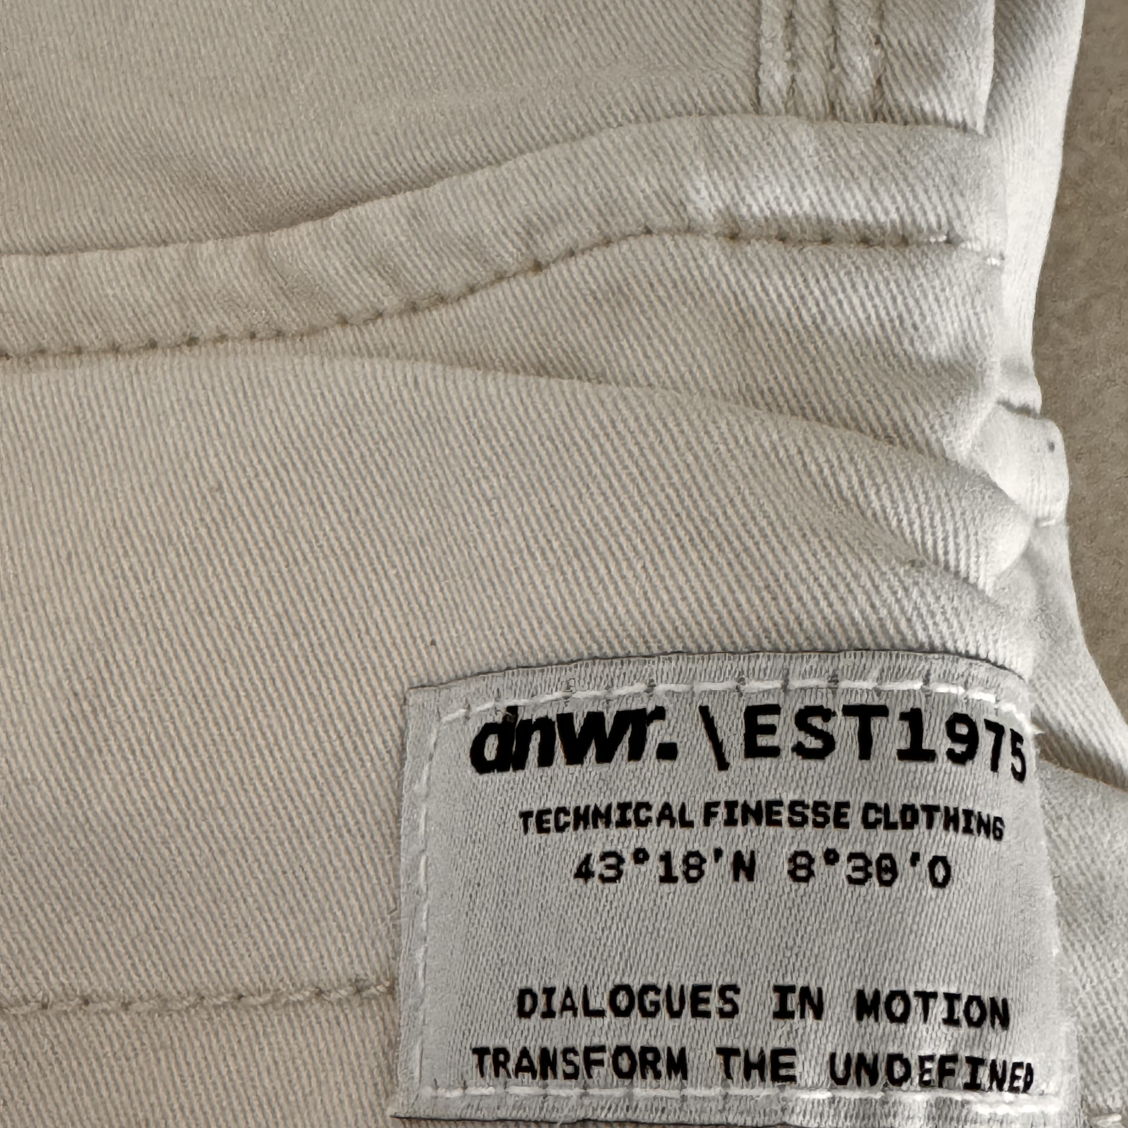 dnwr. \EST1975
TECHNICAL FINESSE CLOTHING
43°18'N 8°30'O
DIALOGUES IN MOTION
TRANSFORM THE UNDEFINED